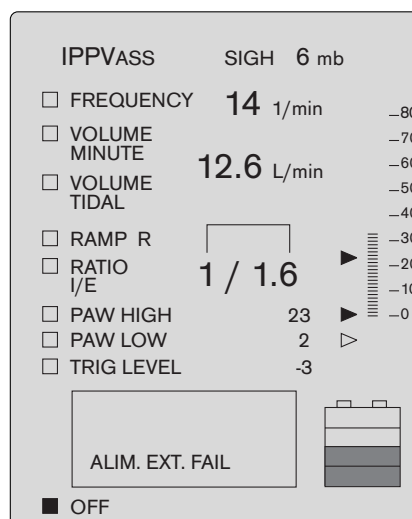 IPPVASS SIGH 6 mb
FREQUENCY 14 1/min
VOLUME
MINUTE
12.6 L/min
VOLUME
TIDAL
RAMP R
RATIO
I/E
1 / 1.6
PAW HIGH 23
PAW LOW 2
TRIG LEVEL -3
–80
–70
–60
–50
–40
–30
–20
–10
–0
ALIM. EXT. FAIL
OFF